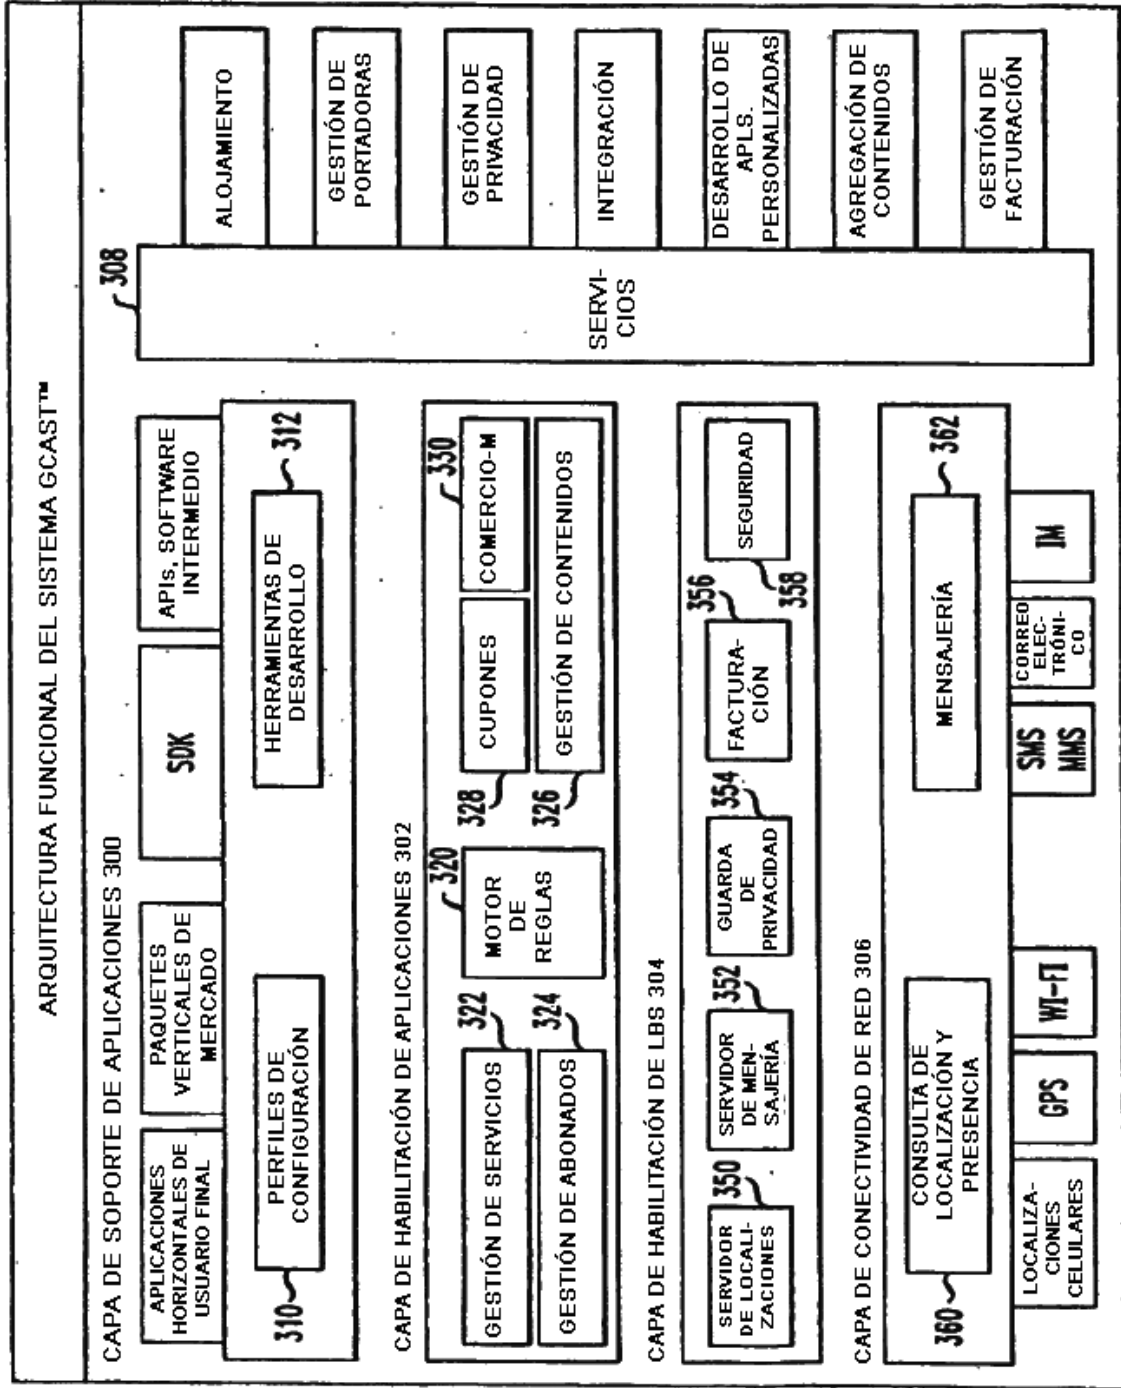 ARQUITECTURA FUNCIONAL DEL SISTEMA GCAST™
CAPA DE SOPORTE DE APLICACIONES 300
APLICACIONES
HORIZONTALES DE
USUARIO FINAL
PAQUETES
VERTICALES DE
MERCADO
SDK
APIs, SOFTWARE
INTERMEDIO
310
PERFILES DE
CONFIGURACIÓN
HERRAMIENTAS DE
DESARROLLO
312
CAPA DE HABILITACIÓN DE APLICACIONES 302
GESTIÓN DE SERVICIOS
322
GESTIÓN DE ABONADOS
324
320
MOTOR
DE
REGLAS
328
CUPONES
330
COMERCIO-M
326
GESTIÓN DE CONTENIDOS
CAPA DE HABILITACIÓN DE LBS 304
SERVIDOR
DE LOCALI-
ZACIONES
350
SERVIDOR
DE MEN-
SAJERÍA
352
GUARDA
DE
PRIVACIDAD
354
FACTURA-
CIÓN
356
SEGURIDAD
358
CAPA DE CONECTIVIDAD DE RED 306
360
CONSULTA DE
LOCALIZACIÓN Y
PRESENCIA
MENSAJERÍA
362
LOCALIZA-
CIONES
CELULARES
GPS
WI-FI
SMS
MMS
CORREO
ELEC-
TRÓNI-
CO
IM
308
SERVI-
CIOS
ALOJAMIENTO
GESTIÓN DE
PORTADORAS
GESTIÓN DE
PRIVACIDAD
INTEGRACIÓN
DESARROLLO DE
APLS.
PERSONALIZADAS
AGREGACIÓN DE
CONTENIDOS
GESTIÓN DE
FACTURACIÓN